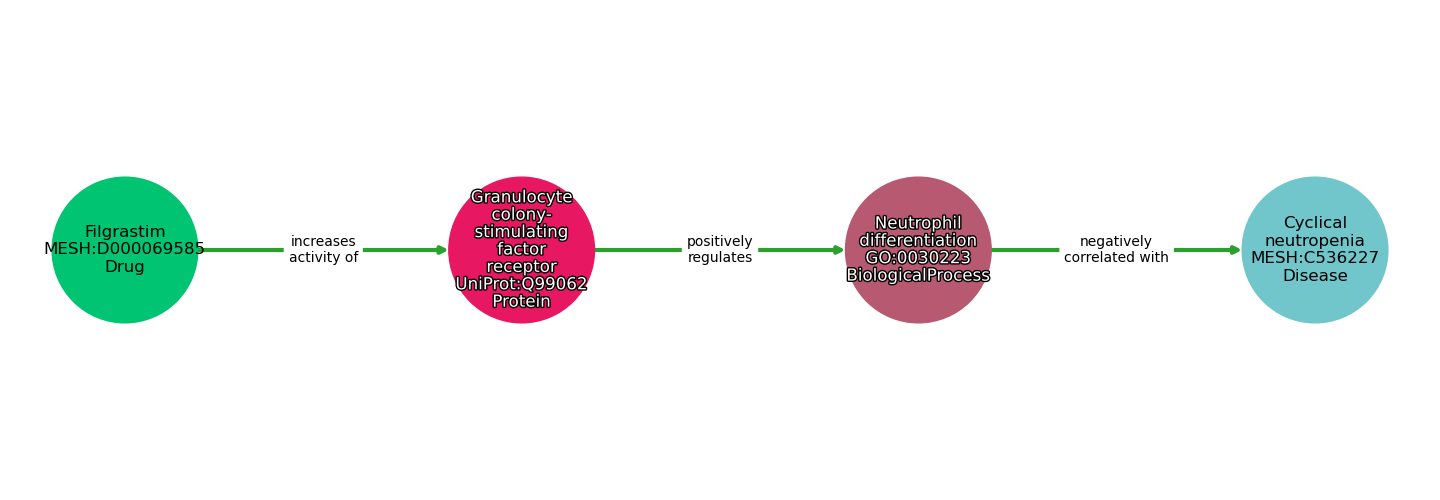 Filgrastim
MESH:D000069585
Drug
increases
activity of
Granulocyte
colony-
stimulating
factor
receptor
UniProt:Q99062
Protein
positively
regulates
Neutrophil
differentiation
GO:0030223
BiologicalProcess
negatively
correlated with
Cyclical
neutropenia
MESH:C536227
Disease